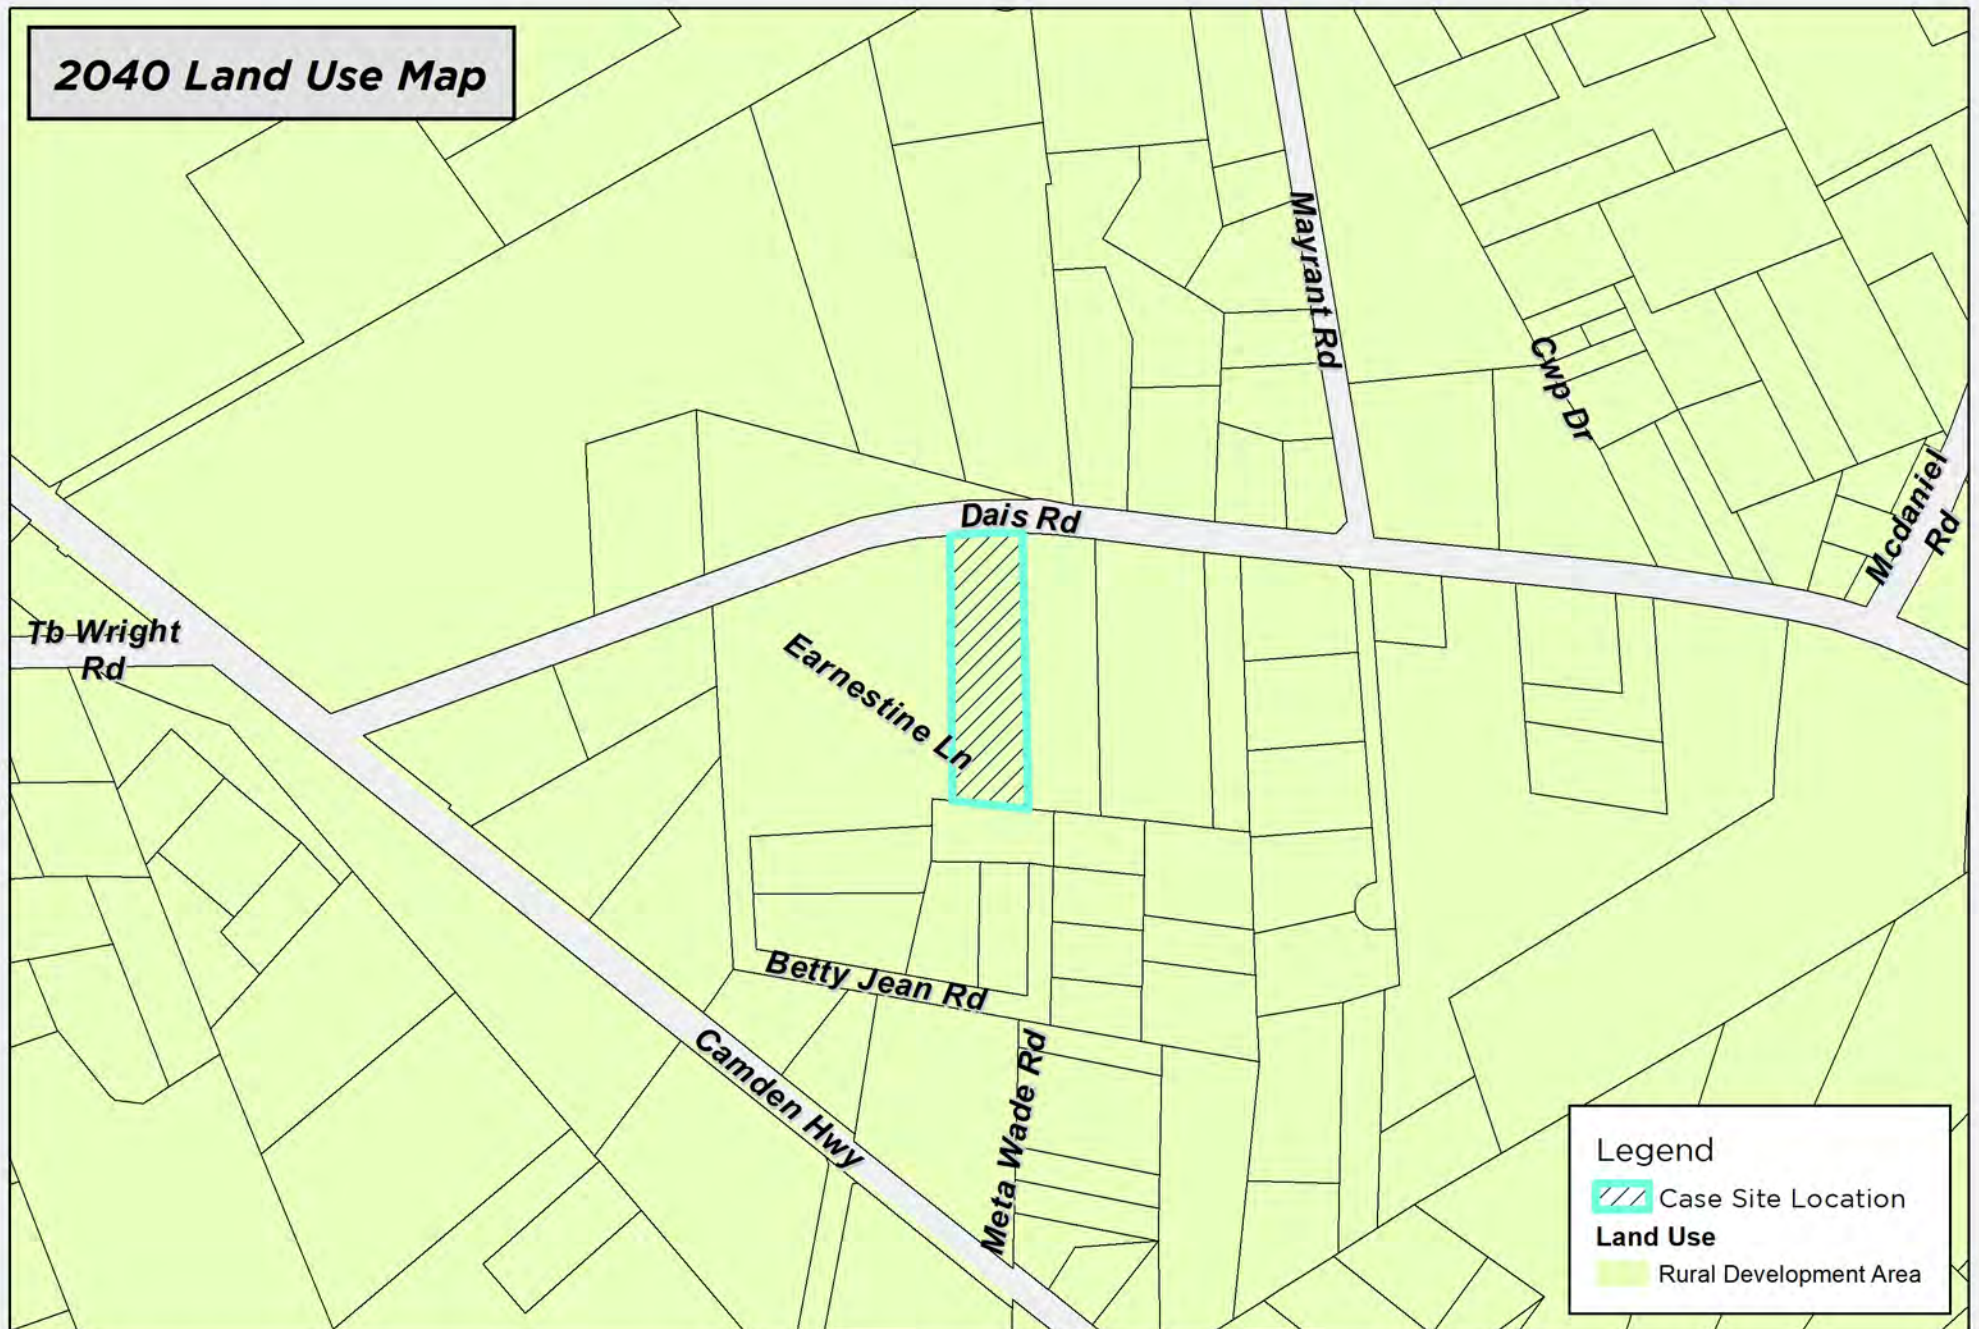 2040 Land Use Map
Mayrant Rd
Cwp Dr
Mcdaniel
Rd
Dais Rd
Tb Wright
Rd
Earnestine Ln
Betty Jean Rd
Camden Hwy
Meta Wade Rd
Legend
Case Site Location
Land Use
Rural Development Area